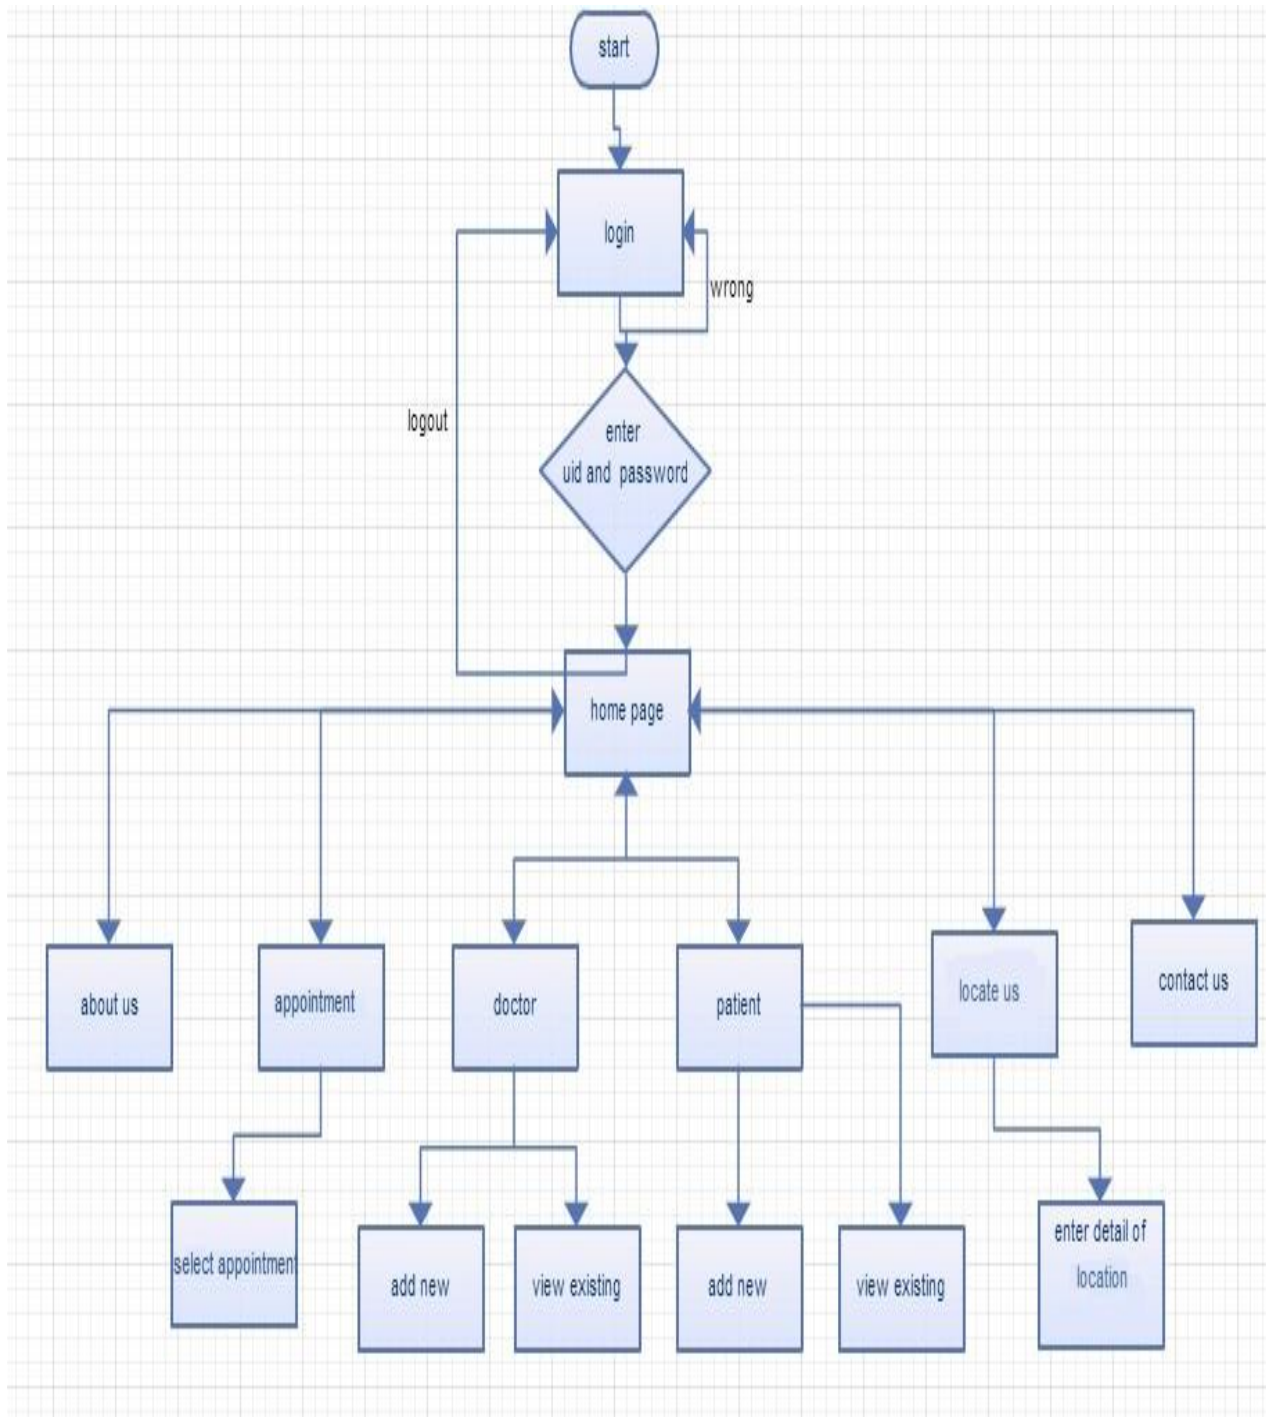 start
login
wrong
logout
enter
uid and password
home page
about us
appointment
doctor
patient
locate us
contact us
select appointment
add new
view existing
add new
view existing
enter detail of
location